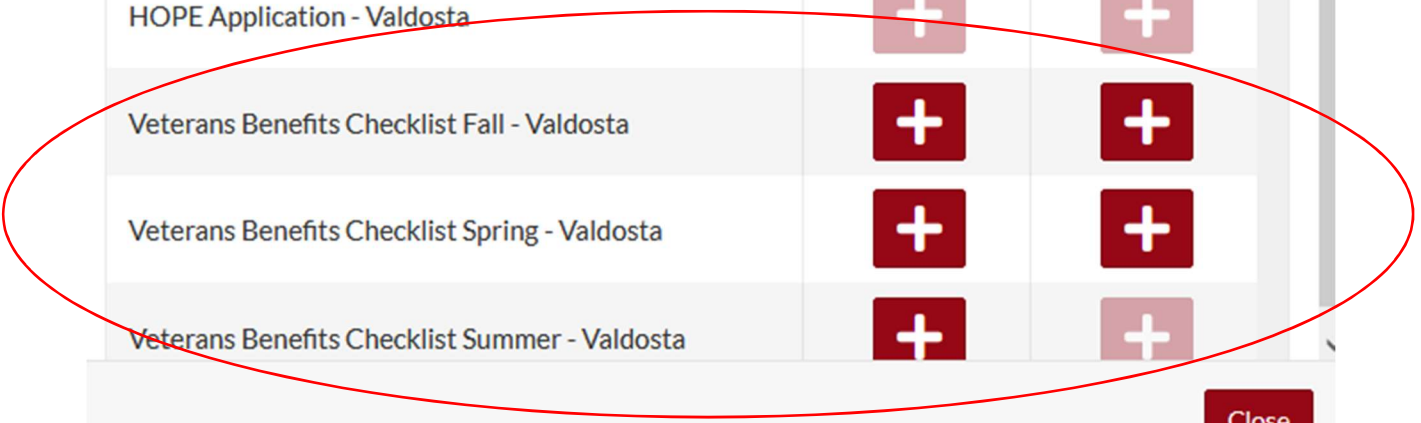 HOPE Application - Valdosta
Veterans Benefits Checklist Fall - Valdosta
Veterans Benefits Checklist Spring - Valdosta
Veterans Benefits Checklist Summer - Valdosta
Close